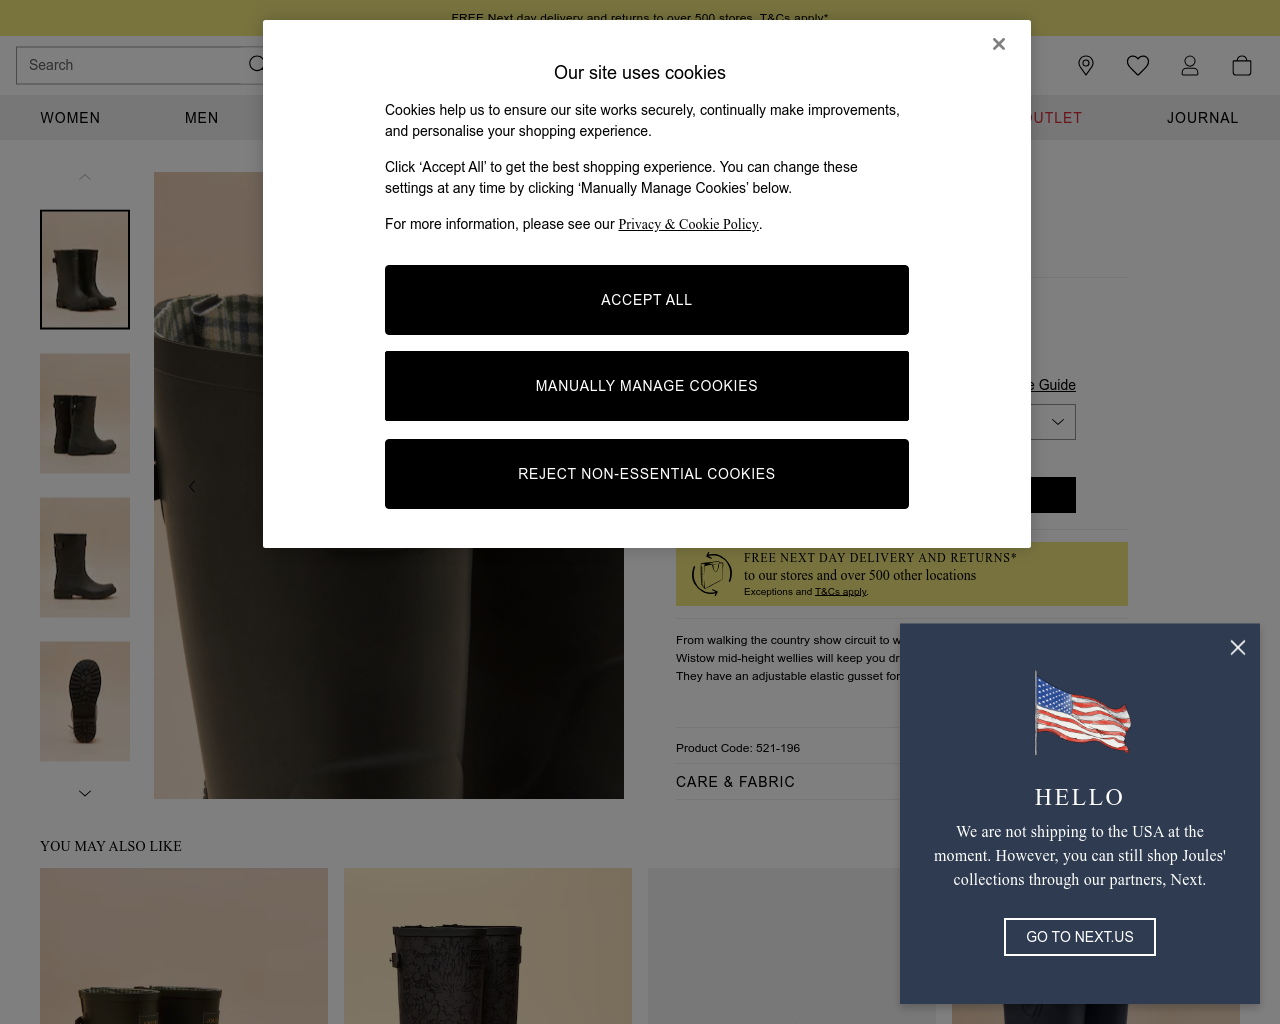 FREE Next day delivery and returns to over 500 stores. T&Cs apply*
Search
WOMEN
MEN
OUTLET
JOURNAL
Our site uses cookies
Cookies help us to ensure our site works securely, continually make improvements,
and personalise your shopping experience.
Click ‘Accept All’ to get the best shopping experience. You can change these
settings at any time by clicking ‘Manually Manage Cookies’ below.
For more information, please see our Privacy & Cookie Policy.
ACCEPT ALL
MANUALLY MANAGE COOKIES
REJECT NON-ESSENTIAL COOKIES
Guide
FREE NEXT DAY DELIVERY AND RETURNS*
to our stores and over 500 other locations
Exceptions and T&Cs apply.
From walking the country show circuit to
Wistow mid-height wellies will keep you
They have an adjustable elastic gusset for
Product Code: 521-196
CARE & FABRIC
YOU MAY ALSO LIKE
HELLO
We are not shipping to the USA at the
moment. However, you can still shop Joules'
collections through our partners, Next.
GO TO NEXT.US